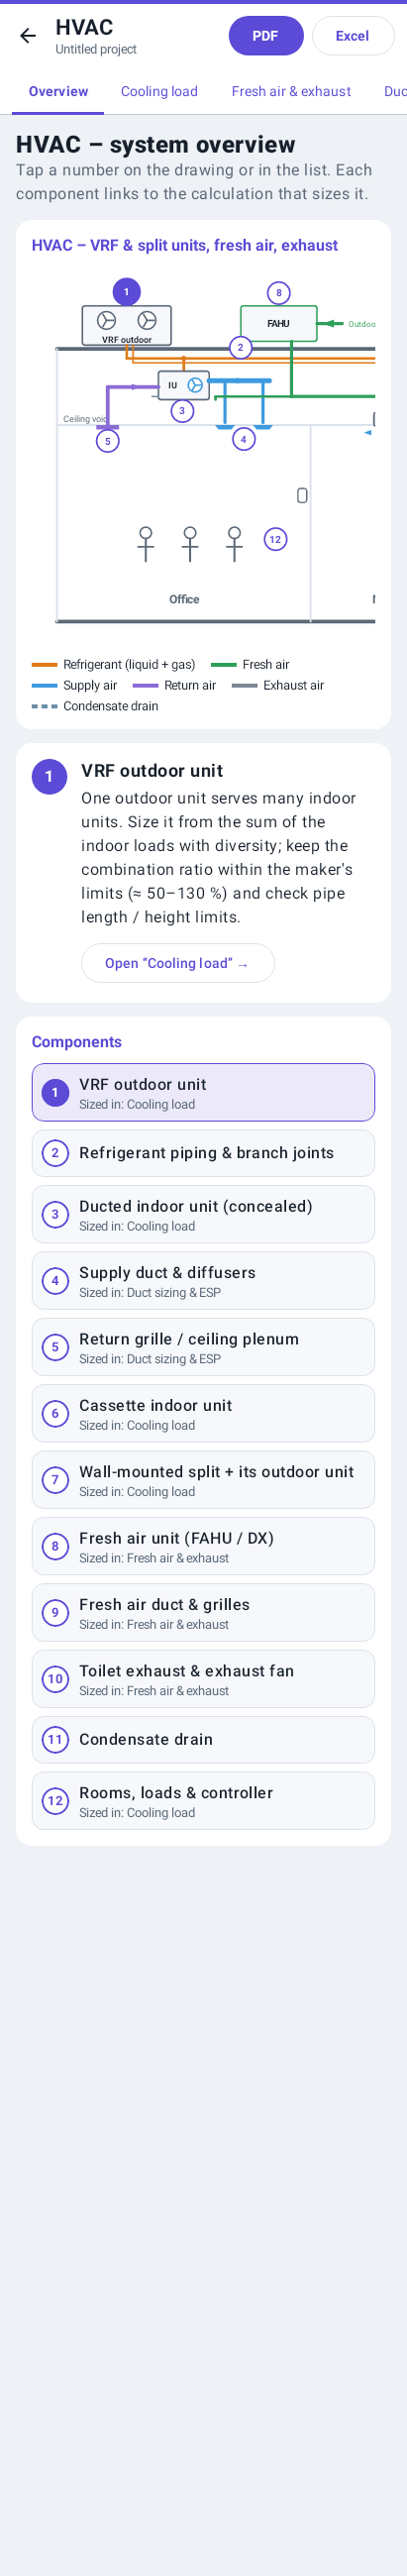 HVAC
Untitled project
PDF
Excel
Overview
Cooling load
Fresh air & exhaust
Duc
HVAC – system overview
Tap a number on the drawing or in the list. Each
component links to the calculation that sizes it.
HVAC – VRF & split units, fresh air, exhaust
1
8
VRF outdoor
FAHU
Outdoo
2
IU
3
Ceiling void
5
4
12
Office
Refrigerant (liquid + gas)
Fresh air
Supply air
Return air
Exhaust air
Condensate drain
1
VRF outdoor unit
One outdoor unit serves many indoor
units. Size it from the sum of the
indoor loads with diversity; keep the
combination ratio within the maker's
limits (≈ 50–130 %) and check pipe
length / height limits.
Open “Cooling load” →
Components
1
VRF outdoor unit
Sized in: Cooling load
2
Refrigerant piping & branch joints
3
Ducted indoor unit (concealed)
Sized in: Cooling load
4
Supply duct & diffusers
Sized in: Duct sizing & ESP
5
Return grille / ceiling plenum
Sized in: Duct sizing & ESP
6
Cassette indoor unit
Sized in: Cooling load
7
Wall-mounted split + its outdoor unit
Sized in: Cooling load
8
Fresh air unit (FAHU / DX)
Sized in: Fresh air & exhaust
9
Fresh air duct & grilles
Sized in: Fresh air & exhaust
10
Toilet exhaust & exhaust fan
Sized in: Fresh air & exhaust
11
Condensate drain
12
Rooms, loads & controller
Sized in: Cooling load